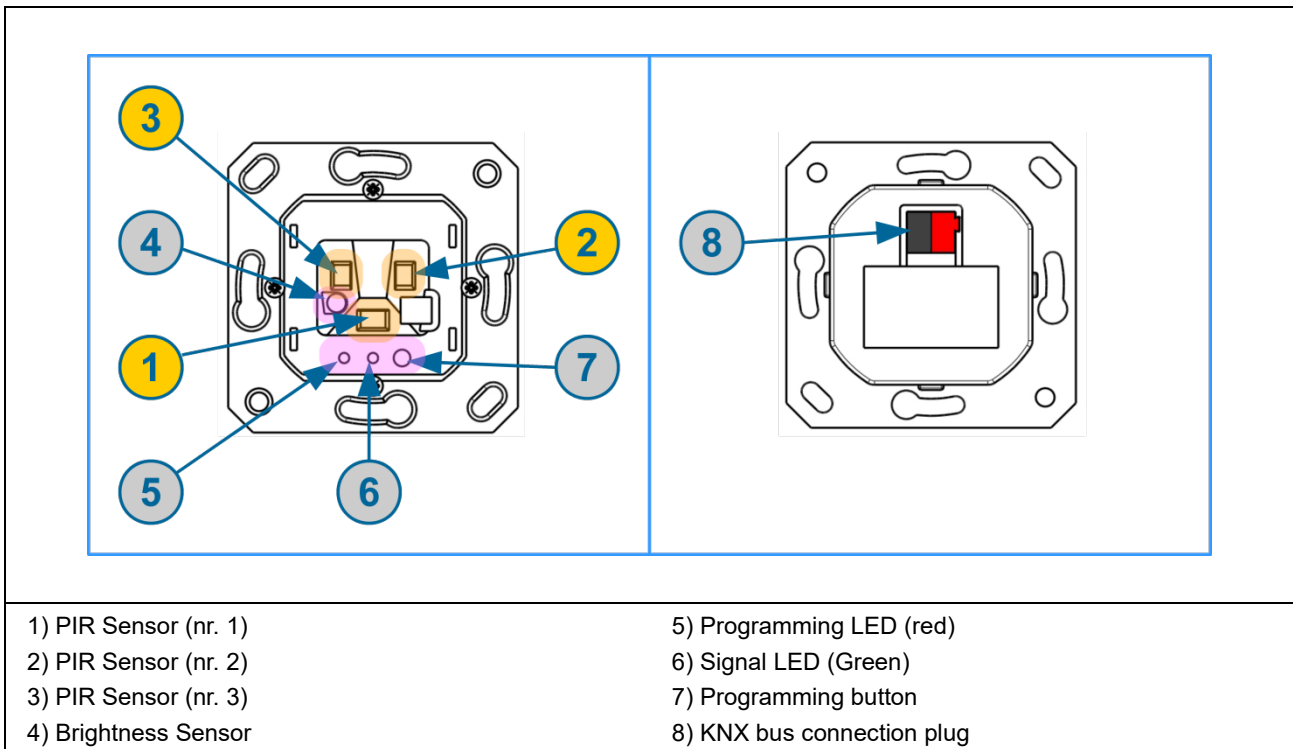 3
4
2
1
7
5
6
8
1) PIR Sensor (nr. 1)
2) PIR Sensor (nr. 2)
3) PIR Sensor (nr. 3)
4) Brightness Sensor
5) Programming LED (red)
6) Signal LED (Green)
7) Programming button
8) KNX bus connection plug